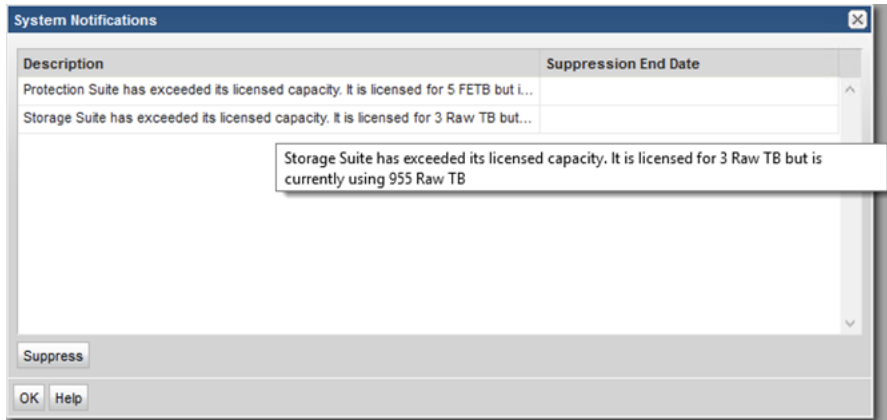 System Notifications
Description Suppression End Date
Protection Suite has exceeded its licensed capacity. It is licensed for 5 FETB but i...
Storage Suite has exceeded its licensed capacity. It is licensed for 3 Raw TB but...
Storage Suite has exceeded its licensed capacity. It is licensed for 3 Raw TB but is
currently using 955 Raw TB
Suppress
OK Help